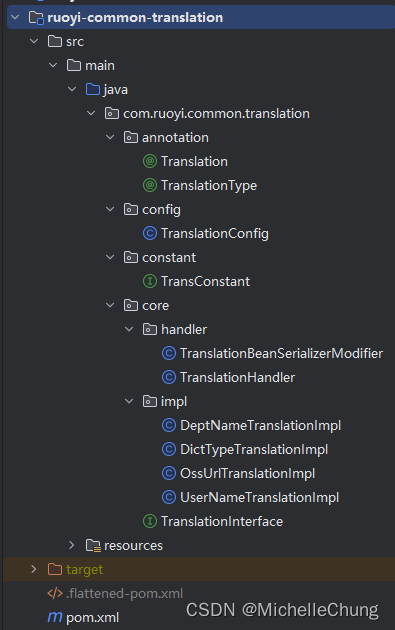 ruoyi-common-translation
src
main
java
com.ruoyi.common.translation
annotation
Translation
TranslationType
config
TranslationConfig
constant
TransConstant
core
handler
TranslationBeanSerializerModifier
TranslationHandler
impl
DeptNameTranslationImpl
DictTypeTranslationImpl
OssUrlTranslationImpl
UserNameTranslationImpl
TranslationInterface
resources
target
.flattened-pom.xml
pom.xml
CSDN @MichelleChung